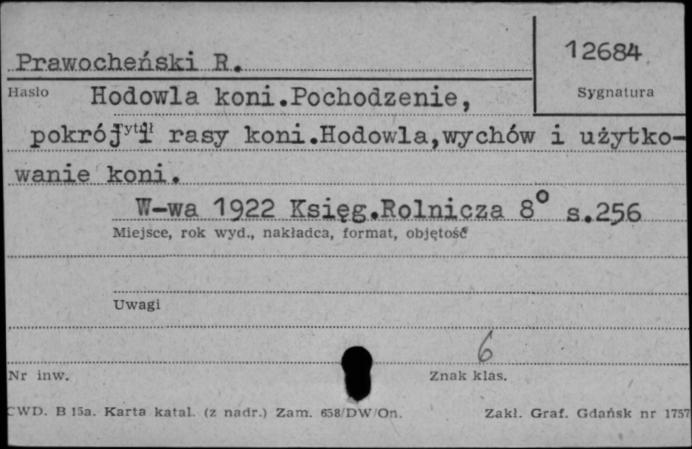 Prawocheński R.
12684
Hasło
Sygnatura
Hodowla koni.Pochodzenie,
Tytuł
pokrój i rasy koni.Hodowla,wychów i użytko-
wanie koni.
W-wa 1922 Księg.Rolnicza 8° s.256
Miejsce, rok wyd., nakładca, format, objętość
Uwagi
6
Nr inw.
Znak klas.
CWD. B 15a. Karta katal. (z nadr.) Zam. 658/DW/On.
Zakł. Graf. Gdańsk nr 1757